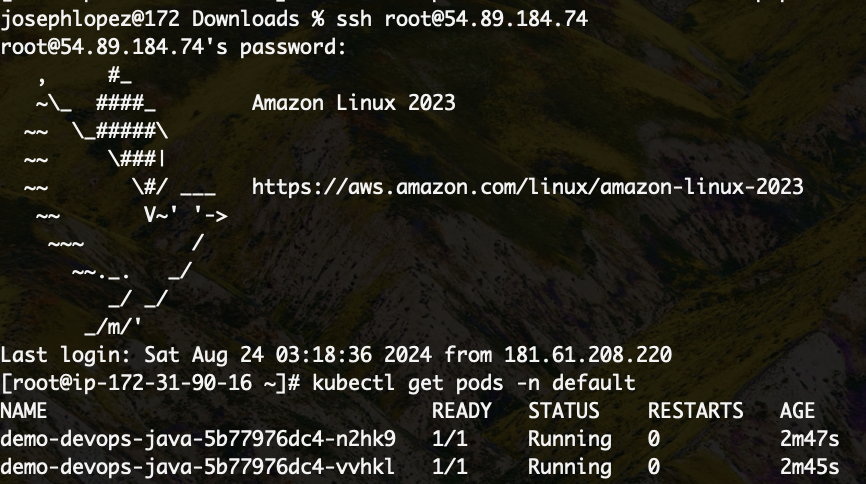 josephlopez@172 Downloads % ssh root@54.89.184.74
root@54.89.184.74's password:
   ,     #_
   ~\_  ####_        Amazon Linux 2023
  ~~  \_#####\
  ~~     \###|
  ~~       \#/ ___   https://aws.amazon.com/linux/amazon-linux-2023
   ~~       V~' '->
    ~~~         /
      ~~._.   _/
         _/ _/
       _/m/'
Last login: Sat Aug 24 03:18:36 2024 from 181.61.208.220
[root@ip-172-31-90-16 ~]# kubectl get pods -n default
NAME                                READY   STATUS    RESTARTS   AGE
demo-devops-java-5b77976dc4-n2hk9   1/1     Running   0          2m47s
demo-devops-java-5b77976dc4-vvhkl   1/1     Running   0          2m45s